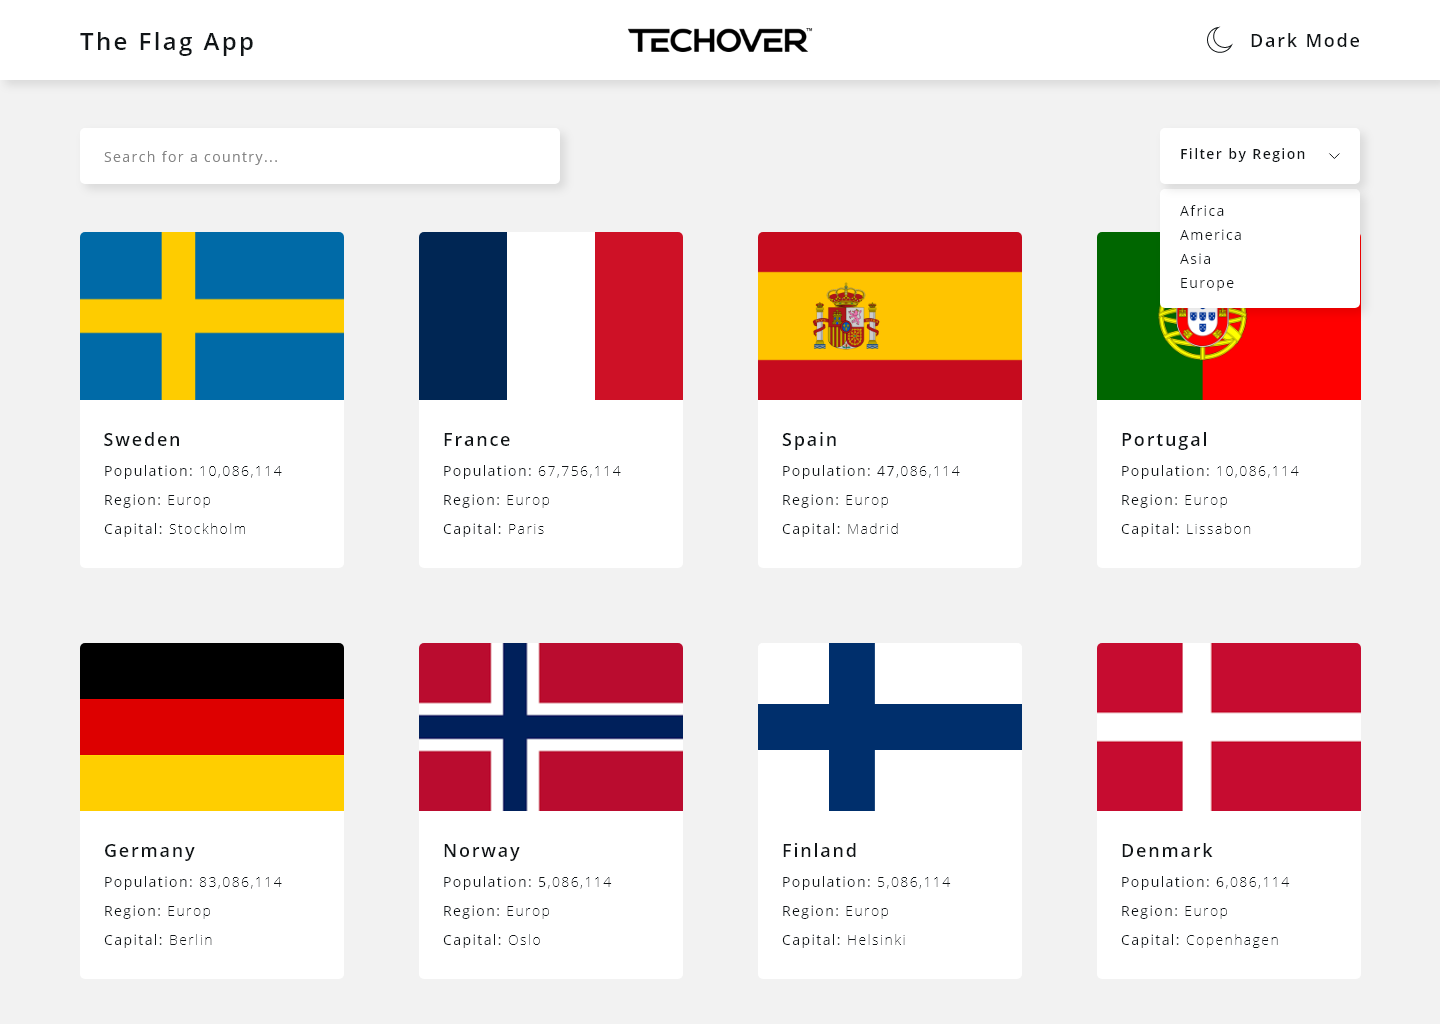 The Flag App
TECHOVER™
Dark Mode
Search for a country...
Filter by Region
Africa
America
Asia
Europe
Sweden
Population: 10,086,114
Region: Europ
Capital: Stockholm
France
Population: 67,756,114
Region: Europ
Capital: Paris
Spain
Population: 47,086,114
Region: Europ
Capital: Madrid
Portugal
Population: 10,086,114
Region: Europ
Capital: Lissabon
Germany
Population: 83,086,114
Region: Europ
Capital: Berlin
Norway
Population: 5,086,114
Region: Europ
Capital: Oslo
Finland
Population: 5,086,114
Region: Europ
Capital: Helsinki
Denmark
Population: 6,086,114
Region: Europ
Capital: Copenhagen